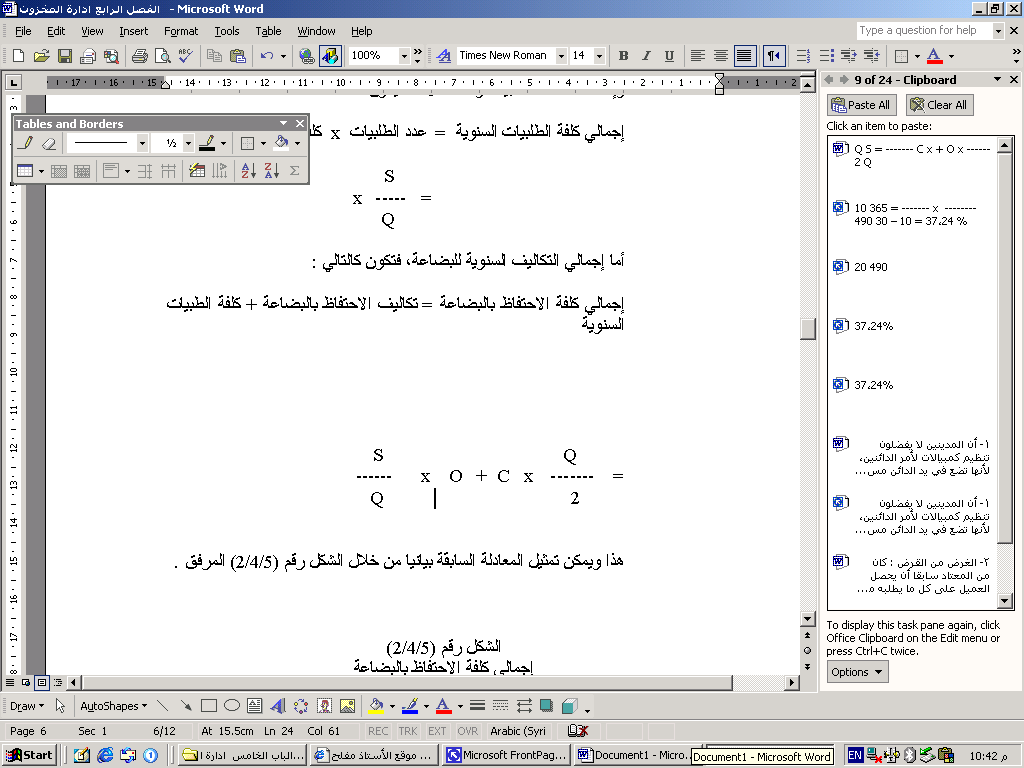 الفصل الرابع ادارة المخزون - Microsoft Word
File Edit View Insert Format Tools Table Window Help
Type a question for help
100% Times New Roman 14 B I U
9 of 24 - Clipboard
Paste All Clear All
Click an item to paste:
Tables and Borders
½
إجمالي كلفة الطلبيات السنوية = عدد الطلبيات x
S
x ----- =
Q
أما إجمالي التكاليف السنوية للبضاعة، فتكون كالتالي :
إجمالي كلفة الاحتفاظ بالبضاعة = تكاليف الاحتفاظ بالبضاعة + كلفة الطبيات
السنوية
S Q
------ x O + C x ------- =
Q 2
هذا ويمكن تمثيل المعادلة السابقة بيانيا من خلال الشكل رقم (2/4/5) المرفق .
الشكل رقم (2/4/5)
إجمالي كلفة الاحتفاظ بالبضاعة
Q S = ------- C x + O x ------
2 Q
10 365 = ------- x --------
490 30 – 10 = 37.24 %
20 490
37.24%
37.24%
١- أن المدينين لا يفضلون
تنظيم كمبيالات لأمر الدائنين،
لأنها تضع في يد الدائن مس...
١- أن المدينين لا يفضلون
تنظيم كمبيالات لأمر الدائنين،
لأنها تضع في يد الدائن مس...
٢- الغرض من القرض : كان
من المعتاد سابقا أن يحصل
العميل على كل ما يطلبه م...
To display this task pane again, click
Office Clipboard on the Edit menu or
press Ctrl+C twice.
Options
Draw AutoShapes
Page 6 Sec 1 6/12 At 15.5cm Ln 24 Col 61 REC TRK EXT OVR Arabic (Syri
Start الباب الخامس ادارة ا... موقع الأستاذ مفلح ... Microsoft FrontPag... Document1 - Micro... Document1 - Microsoft Word EN 10:42 م